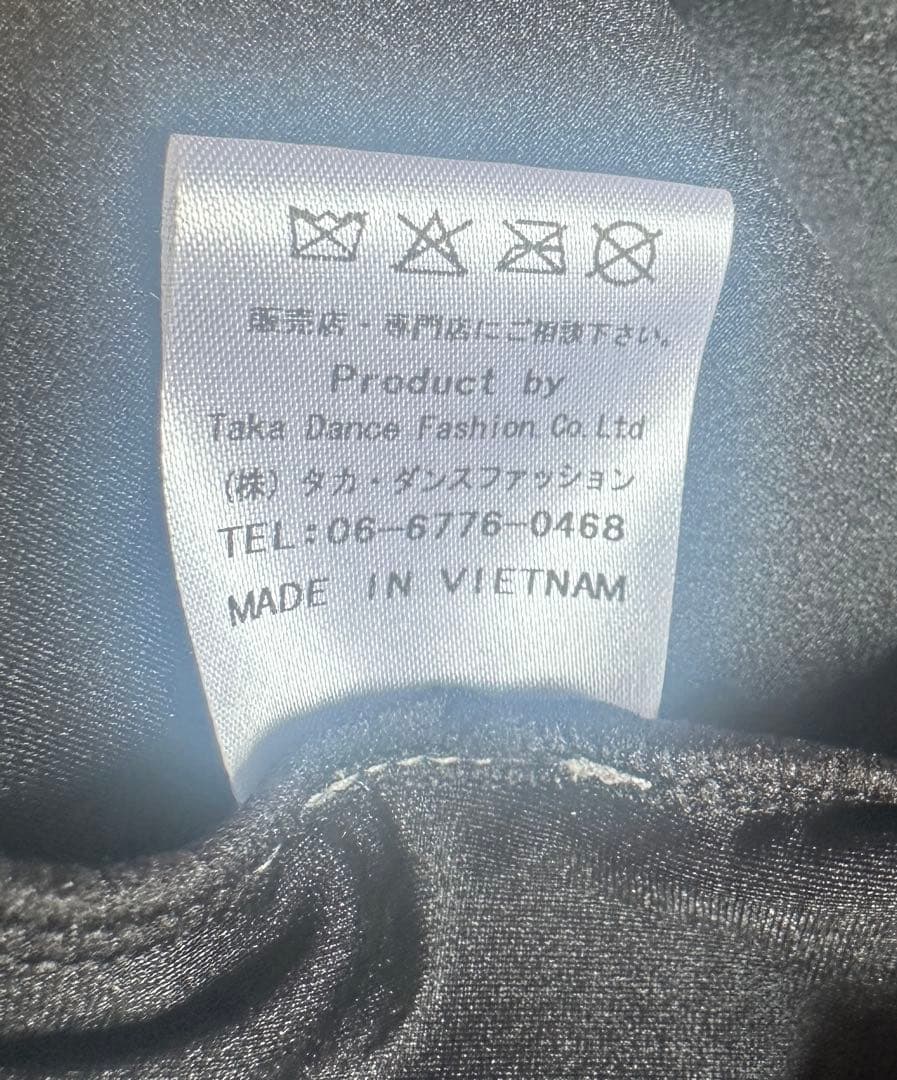 販売店・専門店にご相談下さい。
Product by
Taka Dance Fashion Co.Ltd
(株) タカ・ダンスファッション
TEL:06-6776-0468
MADE IN VIETNAM